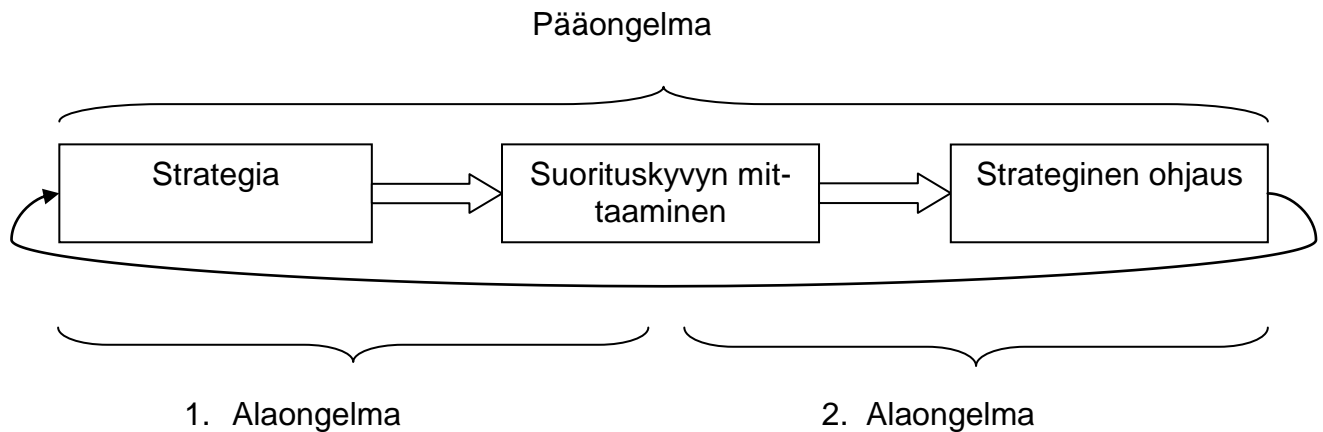 Pääongelma
Strategia
Suorituskyvyn mit-
taaminen
Strateginen ohjaus
1. Alaongelma
2. Alaongelma